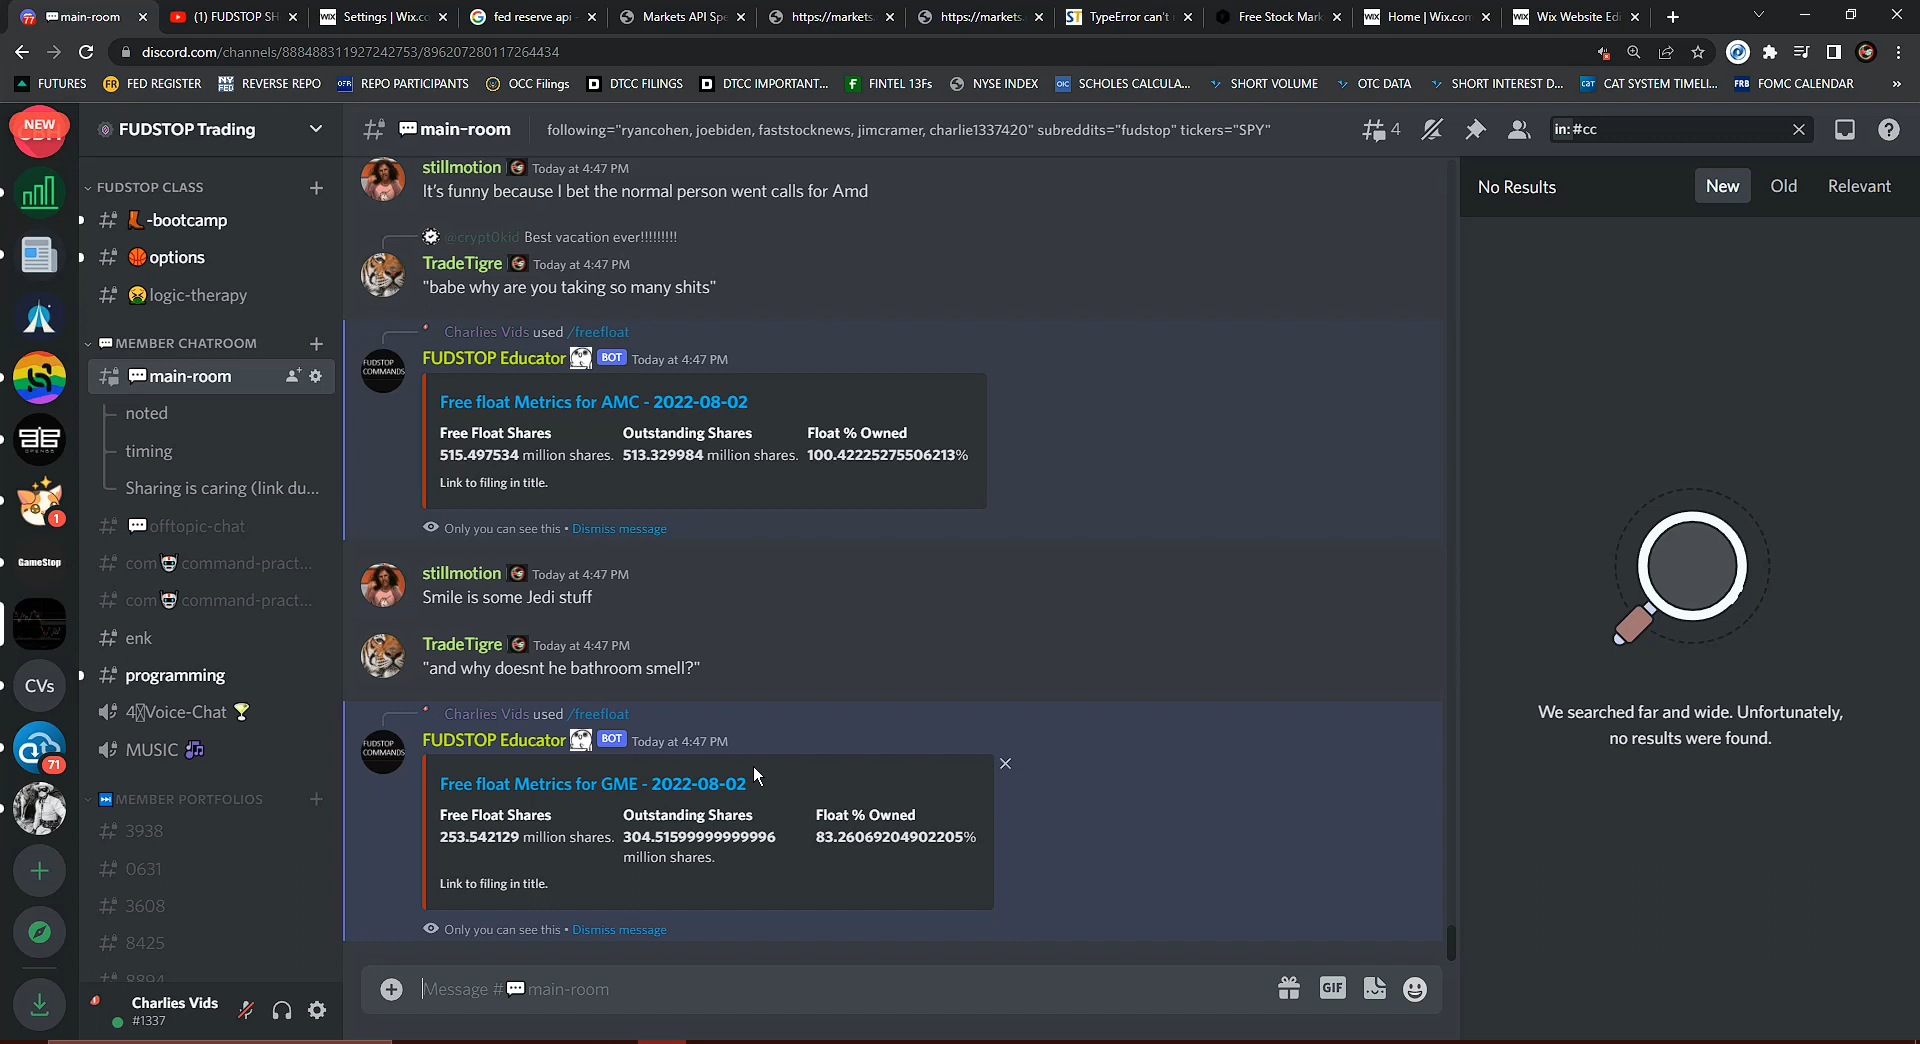 main-room
(1) FUDSTOP SH
Settings | Wix.co
fed reserve api -
Markets API Spe
https://markets.
https://markets.
TypeError can't
Free Stock Mark
Home | Wix.com
Wix Website Edi
discord.com/channels/888488311927242753/896207280117264434
FUTURES
FED REGISTER
REVERSE REPO
REPO PARTICIPANTS
OCC Filings
DTCC FILINGS
DTCC IMPORTANT...
FINTEL 13Fs
NYSE INDEX
SCHOLES CALCULA...
SHORT VOLUME
OTC DATA
SHORT INTEREST D...
CAT SYSTEM TIMELI...
FOMC CALENDAR
NEW
FUDSTOP Trading
main-room
following="ryancohen, joebiden, faststocknews, jimcramer, charlie1337420" subreddits="fudstop" tickers="SPY"
4
in: #cc
FUDSTOP CLASS
-bootcamp
options
logic-therapy
MEMBER CHATROOM
main-room
noted
timing
Sharing is caring (link du...
offtopic-chat
com command-pract...
com command-pract...
enk
programming
4 Voice-Chat
MUSIC
MEMBER PORTFOLIOS
3938
0631
3608
8425
8894
1
GameStop
CVs
71
Charlies Vids
#1337
stillmotion Today at 4:47 PM
It's funny because I bet the normal person went calls for Amd
@crypt0kid Best vacation ever!!!!!!!!!
TradeTigre Today at 4:47 PM
"babe why are you taking so many shits"
Charlies Vids used /freefloat
FUDSTOP COMMANDS
FUDSTOP Educator BOT Today at 4:47 PM
Free float Metrics for AMC - 2022-08-02
Free Float Shares Outstanding Shares Float % Owned
515.497534 million shares. 513.329984 million shares. 100.42225275506213%
Link to filing in title.
Only you can see this • Dismiss message
stillmotion Today at 4:47 PM
Smile is some Jedi stuff
TradeTigre Today at 4:47 PM
"and why doesnt he bathroom smell?"
Charlies Vids used /freefloat
FUDSTOP COMMANDS
FUDSTOP Educator BOT Today at 4:47 PM
Free float Metrics for GME - 2022-08-02
Free Float Shares Outstanding Shares Float % Owned
253.542129 million shares. 304.51599999999996 83.26069204902205%
million shares.
Link to filing in title.
Only you can see this • Dismiss message
Message # main-room
GIF
No Results
New
Old
Relevant
We searched far and wide. Unfortunately,
no results were found.